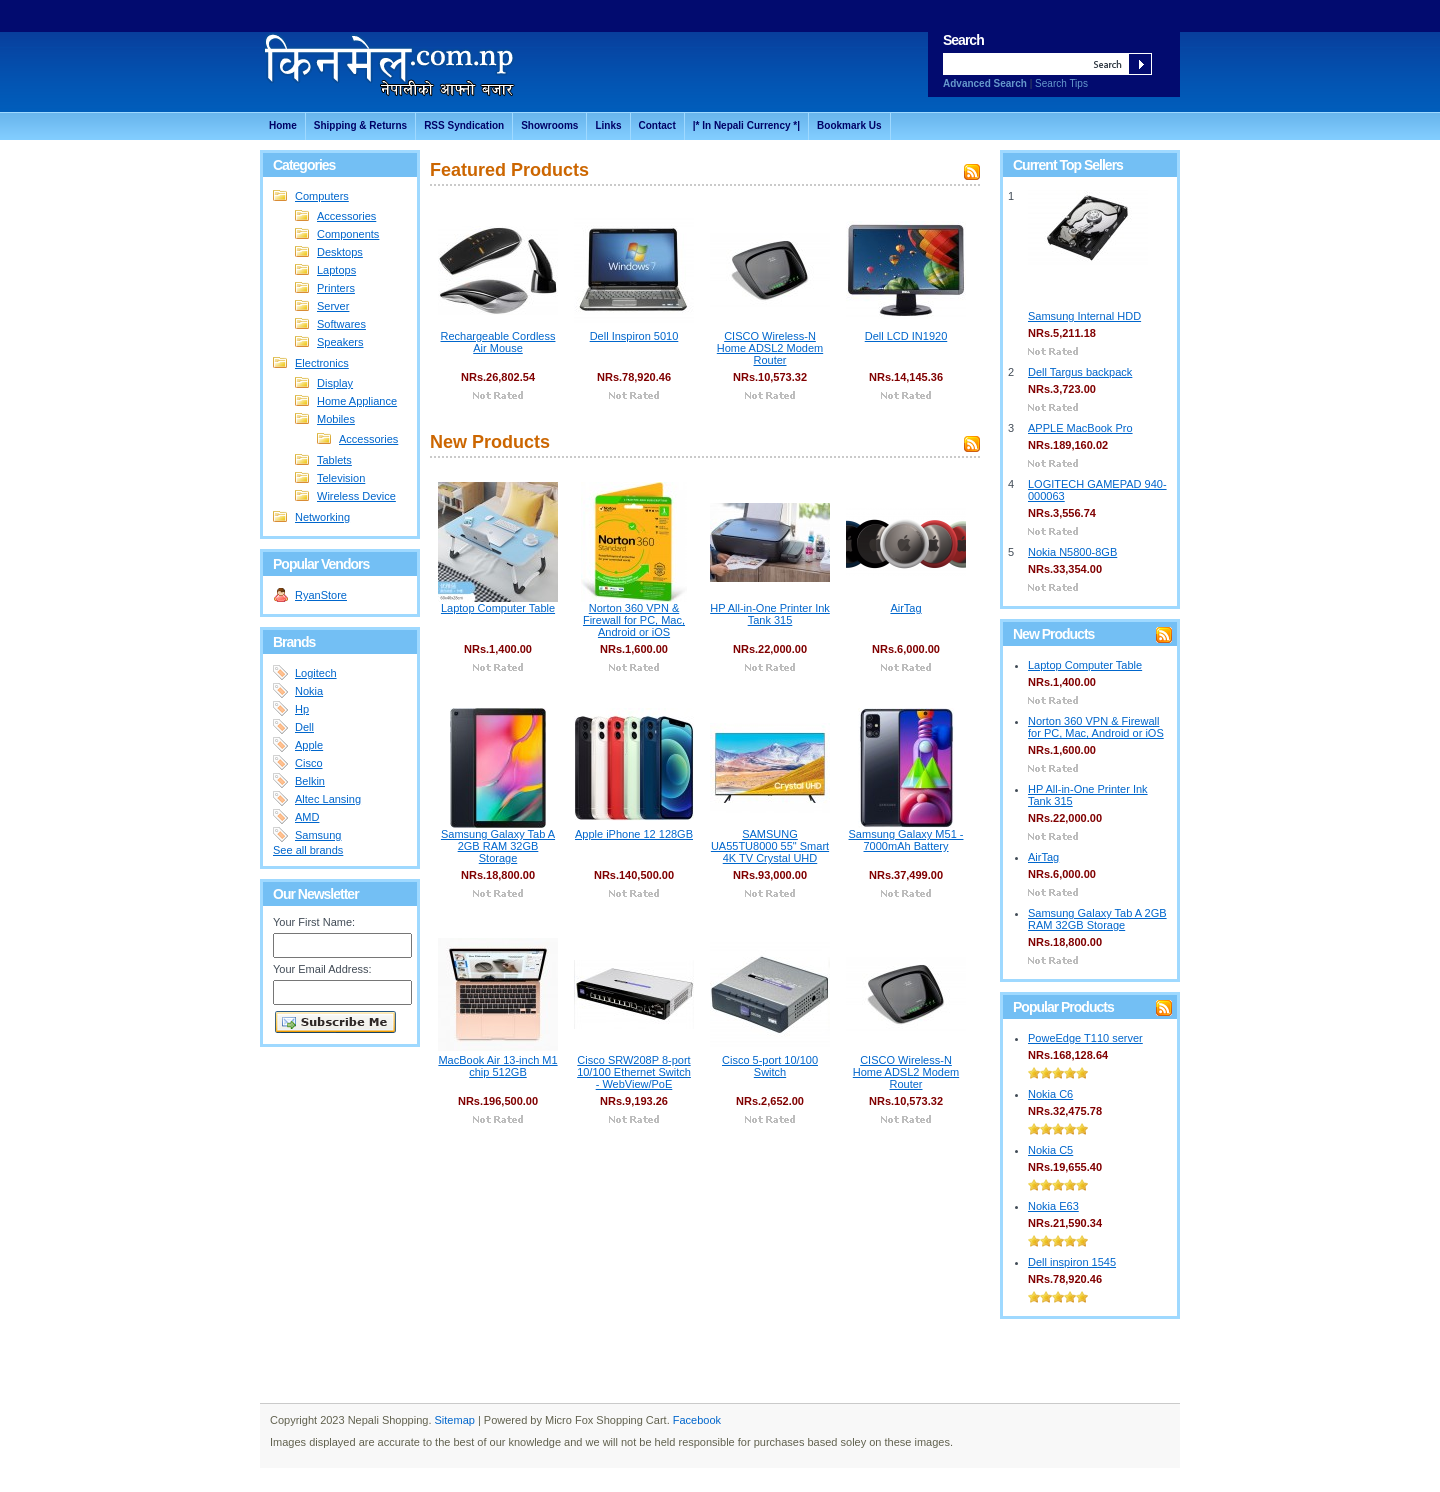 किनमेल.com.np
नेपालीको आफ्नो बजार
Search
Search
Advanced Search | Search Tips
Home
Shipping & Returns
RSS Syndication
Showrooms
Links
Contact
|* In Nepali Currency *|
Bookmark Us
Categories
Computers
Accessories
Components
Desktops
Laptops
Printers
Server
Softwares
Speakers
Electronics
Display
Home Appliance
Mobiles
Accessories
Tablets
Television
Wireless Device
Networking
Popular Vendors
RyanStore
Brands
Logitech
Nokia
Hp
Dell
Apple
Cisco
Belkin
Altec Lansing
AMD
Samsung
See all brands
Our Newsletter
Your First Name:
Your Email Address:
Subscribe Me
Featured Products
Windows 7
Rechargeable Cordless
Air Mouse
NRs.26,802.54
Not Rated
Dell Inspiron 5010
NRs.78,920.46
Not Rated
CISCO Wireless-N
Home ADSL2 Modem
Router
NRs.10,573.32
Not Rated
Dell LCD IN1920
NRs.14,145.36
Not Rated
New Products
Laptop Computer Table
NRs.1,400.00
Not Rated
Norton 360
Standard
Norton 360 VPN &
Firewall for PC, Mac,
Android or iOS
NRs.1,600.00
Not Rated
HP All-in-One Printer Ink
Tank 315
NRs.22,000.00
Not Rated
AirTag
NRs.6,000.00
Not Rated
Samsung Galaxy Tab A
2GB RAM 32GB
Storage
NRs.18,800.00
Not Rated
Apple iPhone 12 128GB
NRs.140,500.00
Not Rated
Crystal UHD
SAMSUNG
UA55TU8000 55" Smart
4K TV Crystal UHD
NRs.93,000.00
Not Rated
Samsung Galaxy M51 -
7000mAh Battery
NRs.37,499.00
Not Rated
MacBook Air 13-inch M1
chip 512GB
NRs.196,500.00
Not Rated
Cisco SRW208P 8-port
10/100 Ethernet Switch
- WebView/PoE
NRs.9,193.26
Not Rated
Cisco 5-port 10/100
Switch
NRs.2,652.00
Not Rated
CISCO Wireless-N
Home ADSL2 Modem
Router
NRs.10,573.32
Not Rated
Current Top Sellers
1
Samsung Internal HDD
NRs.5,211.18
Not Rated
2 Dell Targus backpack
NRs.3,723.00
Not Rated
3 APPLE MacBook Pro
NRs.189,160.02
Not Rated
4 LOGITECH GAMEPAD 940-
000063
NRs.3,556.74
Not Rated
5 Nokia N5800-8GB
NRs.33,354.00
Not Rated
New Products
Laptop Computer Table
NRs.1,400.00
Not Rated
Norton 360 VPN & Firewall
for PC, Mac, Android or iOS
NRs.1,600.00
Not Rated
HP All-in-One Printer Ink
Tank 315
NRs.22,000.00
Not Rated
AirTag
NRs.6,000.00
Not Rated
Samsung Galaxy Tab A 2GB
RAM 32GB Storage
NRs.18,800.00
Not Rated
Popular Products
PoweEdge T110 server
NRs.168,128.64
Nokia C6
NRs.32,475.78
Nokia C5
NRs.19,655.40
Nokia E63
NRs.21,590.34
Dell inspiron 1545
NRs.78,920.46
Copyright 2023 Nepali Shopping. Sitemap | Powered by Micro Fox Shopping Cart. Facebook
Images displayed are accurate to the best of our knowledge and we will not be held responsible for purchases based soley on these images.